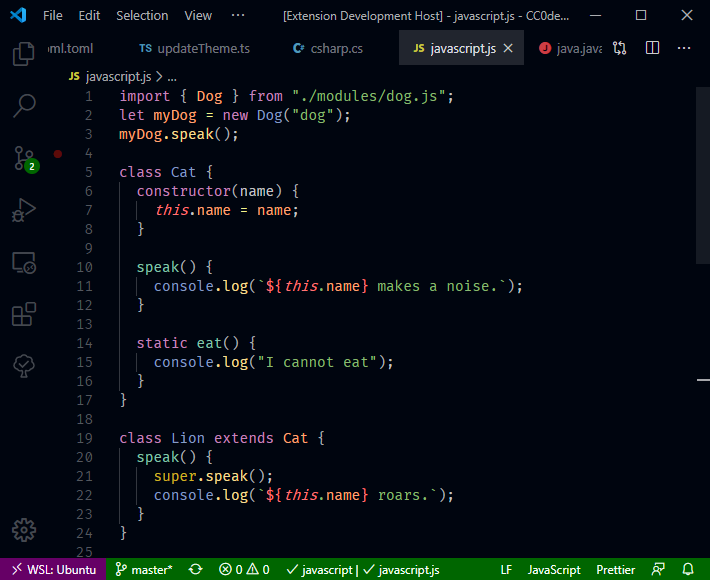 File Edit Selection View ··· [Extension Development Host] - javascript.js - CC0de...
oml.toml TS updateTheme.ts C# csharp.cs JS javascript.js J java.java
JS javascript.js > ...
1 import { Dog } from "./modules/dog.js";
2 let myDog = new Dog("dog");
3 myDog.speak();
4
5 class Cat {
6 constructor(name) {
7 this.name = name;
8 }
9
10 speak() {
11 console.log(`${this.name} makes a noise.`);
12 }
13
14 static eat() {
15 console.log("I cannot eat");
16 }
17 }
18
19 class Lion extends Cat {
20 speak() {
21 super.speak();
22 console.log(`${this.name} roars.`);
23 }
24 }
25
2
WSL: Ubuntu master* 0 0 javascript | javascript.js LF JavaScript Prettier